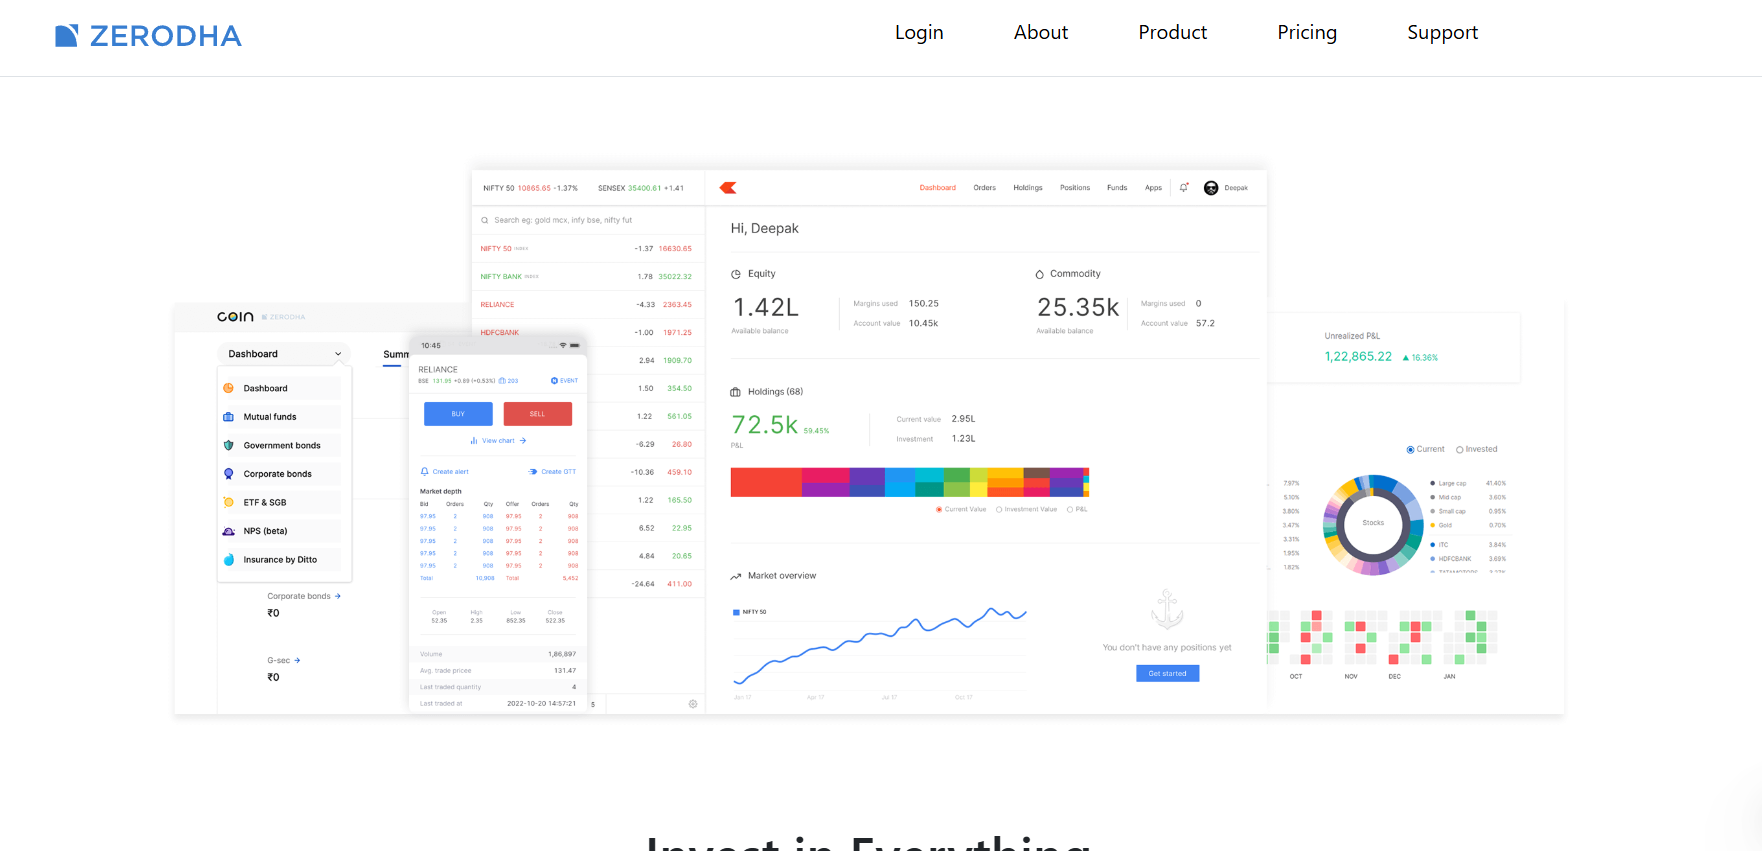 ZERODHA
Login About Product Pricing Support
NIFTY 50 10865.65 -1.37% SENSEX 35400.61 +1.41
Dashboard Orders Holdings Positions Funds Apps Deepak
Search eg: gold mcx, infy bse, nifty fut
NIFTY 50 INDEX -1.37 16630.65
NIFTY BANK INDEX 1.78 35022.32
RELIANCE -4.33 2363.45
HDFCBANK -1.00 1971.25
2.94 1909.70
1.50 354.50
1.22 561.05
-6.29 26.80
-10.36 459.10
1.22 165.50
6.52 22.95
4.84 20.65
-24.64 411.00
5
Hi, Deepak
Equity
1.42L
Available balance
Margins used 150.25
Account value 10.45k
Commodity
25.35k
Available balance
Margins used 0
Account value 57.2
Holdings (68)
72.5k 59.45%
P&L
Current value 2.95L
Investment 1.23L
Current Value Investment Value P&L
Market overview
NIFTY 50
Jan 17 Apr 17 Jul 17 Oct 17
You don't have any positions yet
Get started
coin ZERODHA
Dashboard
Summ
Dashboard
Mutual funds
Government bonds
Corporate bonds
ETF & SGB
NPS (beta)
Insurance by Ditto
Corporate bonds
₹0
G-sec
₹0
10:45
RELIANCE
BSE 131.95 +0.69 (+0.53%) 203 EVENT
BUY SELL
View chart
Create alert Create GTT
Market depth
Bid Orders Qty Offer Orders Qty
97.95 2 908 97.95 2 908
97.95 2 908 97.95 2 908
97.95 2 908 97.95 2 908
97.95 2 908 97.95 2 908
97.95 2 908 97.95 2 908
Total 10,908 Total 5,452
Open High Low Close
52.35 2.35 852.35 522.35
Volume 1,86,897
Avg. trade prices 131.47
Last traded quantity 4
Last traded at 2022-10-20 14:57:21
Unrealized P&L
1,22,865.22 16.36%
Current Invested
7.97%
5.10%
3.80%
3.47%
3.31%
1.95%
1.82%
Stocks
Large cap 41.40%
Mid cap 3.60%
Small cap 0.95%
Gold 0.70%
ITC 3.84%
HDFCBANK 3.69%
OCT NOV DEC JAN
Invest in Everything